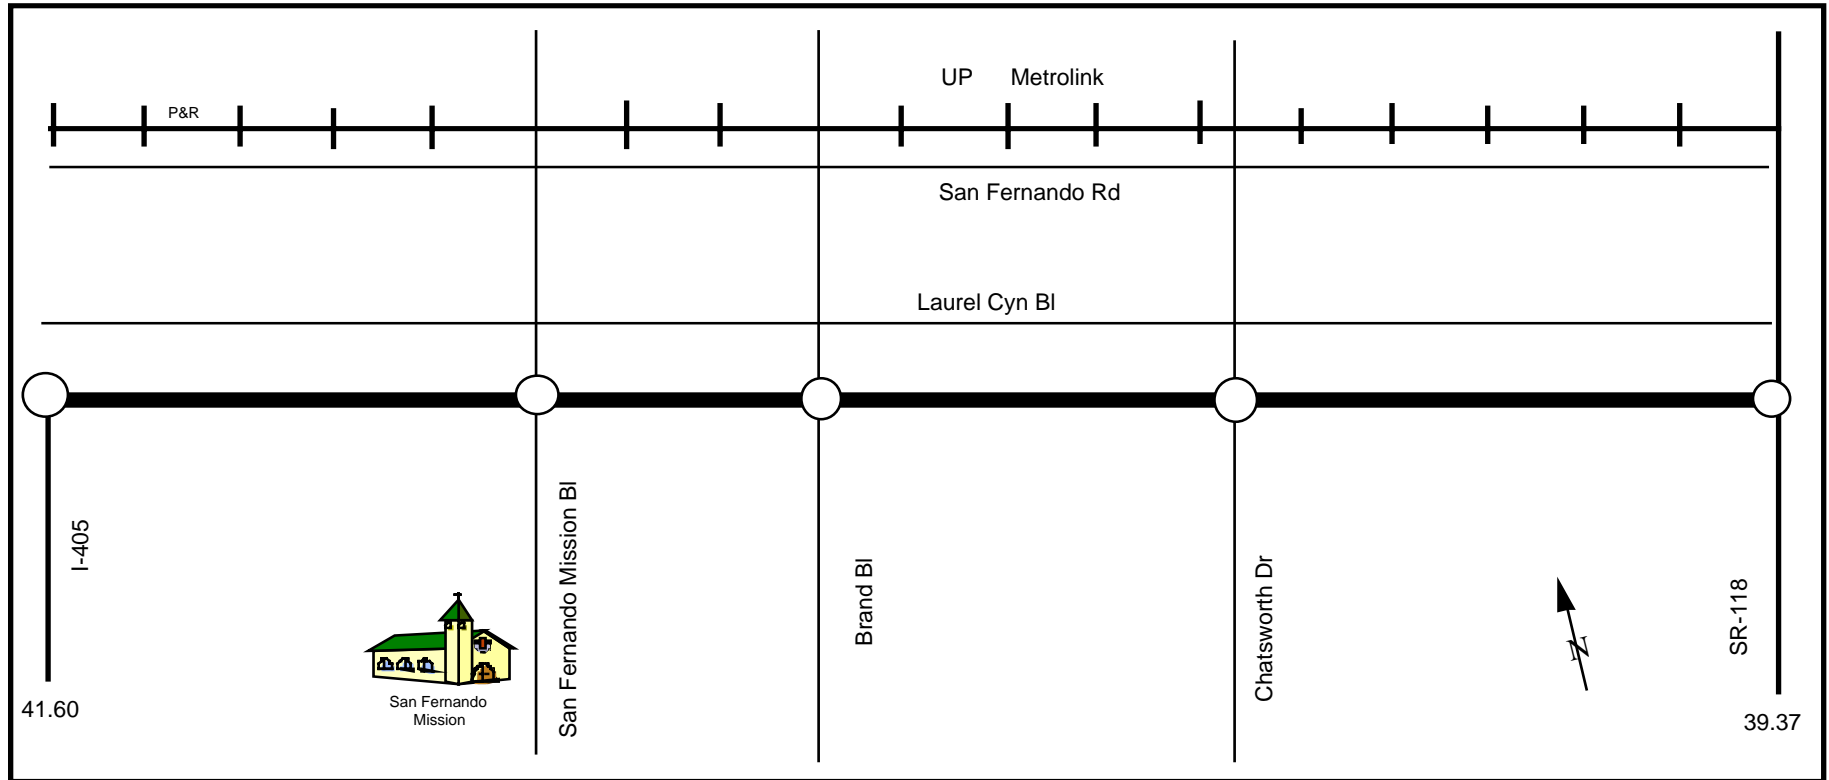 UP Metrolink
P&R
San Fernando Rd
Laurel Cyn Bl
I-405
San Fernando Mission Bl
Brand Bl
Chatsworth Dr
N
SR-118
San Fernando
Mission
41.60
39.37